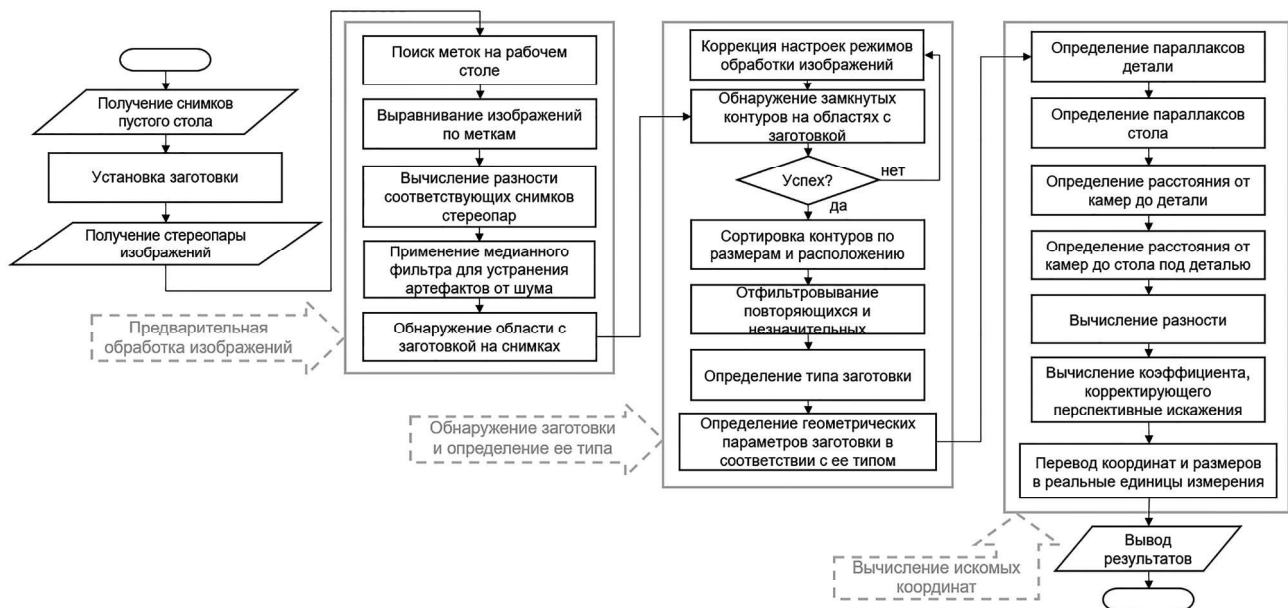 Получение снимков
пустого стола
Установка заготовки
Получение стереопары
изображений
Предварительная
обработка изображений
Поиск меток на рабочем
столе
Выравнивание изображений
по меткам
Вычисление разности
соответствующих снимков
стереопар
Применение медианного
фильтра для устранения
артефактов от шума
Обнаружение области с
заготовкой на снимках
Обнаружение заготовки
и определение ее типа
Коррекция настроек режимов
обработки изображений
Обнаружение замкнутых
контуров на областях с
заготовкой
Успех?
нет
да
Сортировка контуров по
размерам и расположению
Отфильтровывание
повторяющихся и
незначительных
Определение типа заготовки
Определение геометрических
параметров заготовки в
соответствии с ее типом
Вычисление искомых
координат
Определение параллаксов
детали
Определение параллаксов
стола
Определение расстояния от
камер до детали
Определение расстояния от
камер до стола под деталью
Вычисление разности
Вычисление коэффициента,
корректирующего
перспективные искажения
Перевод координат и размеров
в реальные единицы измерения
Вывод
результатов